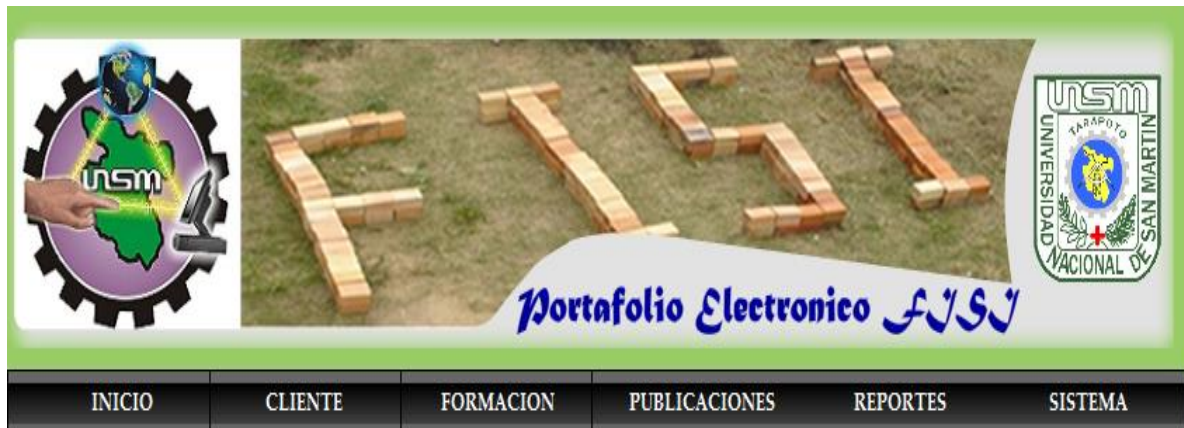 unsm
FISI
unsm
TARAPOTO
UNIVERSIDAD NACIONAL DE SAN MARTIN
Portafolio Electronico FISI
INICIO CLIENTE FORMACION PUBLICACIONES REPORTES SISTEMA